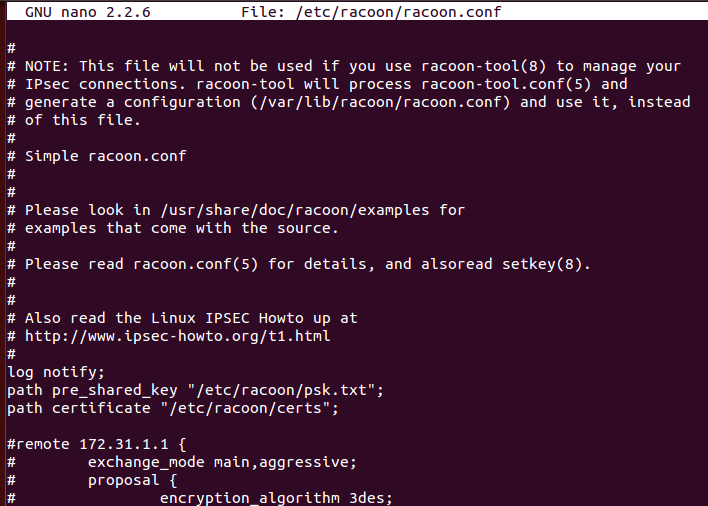 GNU nano 2.2.6          File: /etc/racoon/racoon.conf
#
# NOTE: This file will not be used if you use racoon-tool(8) to manage your
# IPsec connections. racoon-tool will process racoon-tool.conf(5) and
# generate a configuration (/var/lib/racoon/racoon.conf) and use it, instead
# of this file.
#
# Simple racoon.conf
#
#
# Please look in /usr/share/doc/racoon/examples for
# examples that come with the source.
#
# Please read racoon.conf(5) for details, and alsoread setkey(8).
#
#
# Also read the Linux IPSEC Howto up at
# http://www.ipsec-howto.org/t1.html
#
log notify;
path pre_shared_key "/etc/racoon/psk.txt";
path certificate "/etc/racoon/certs";
#remote 172.31.1.1 {
#        exchange_mode main,aggressive;
#        proposal {
#                encryption_algorithm 3des;